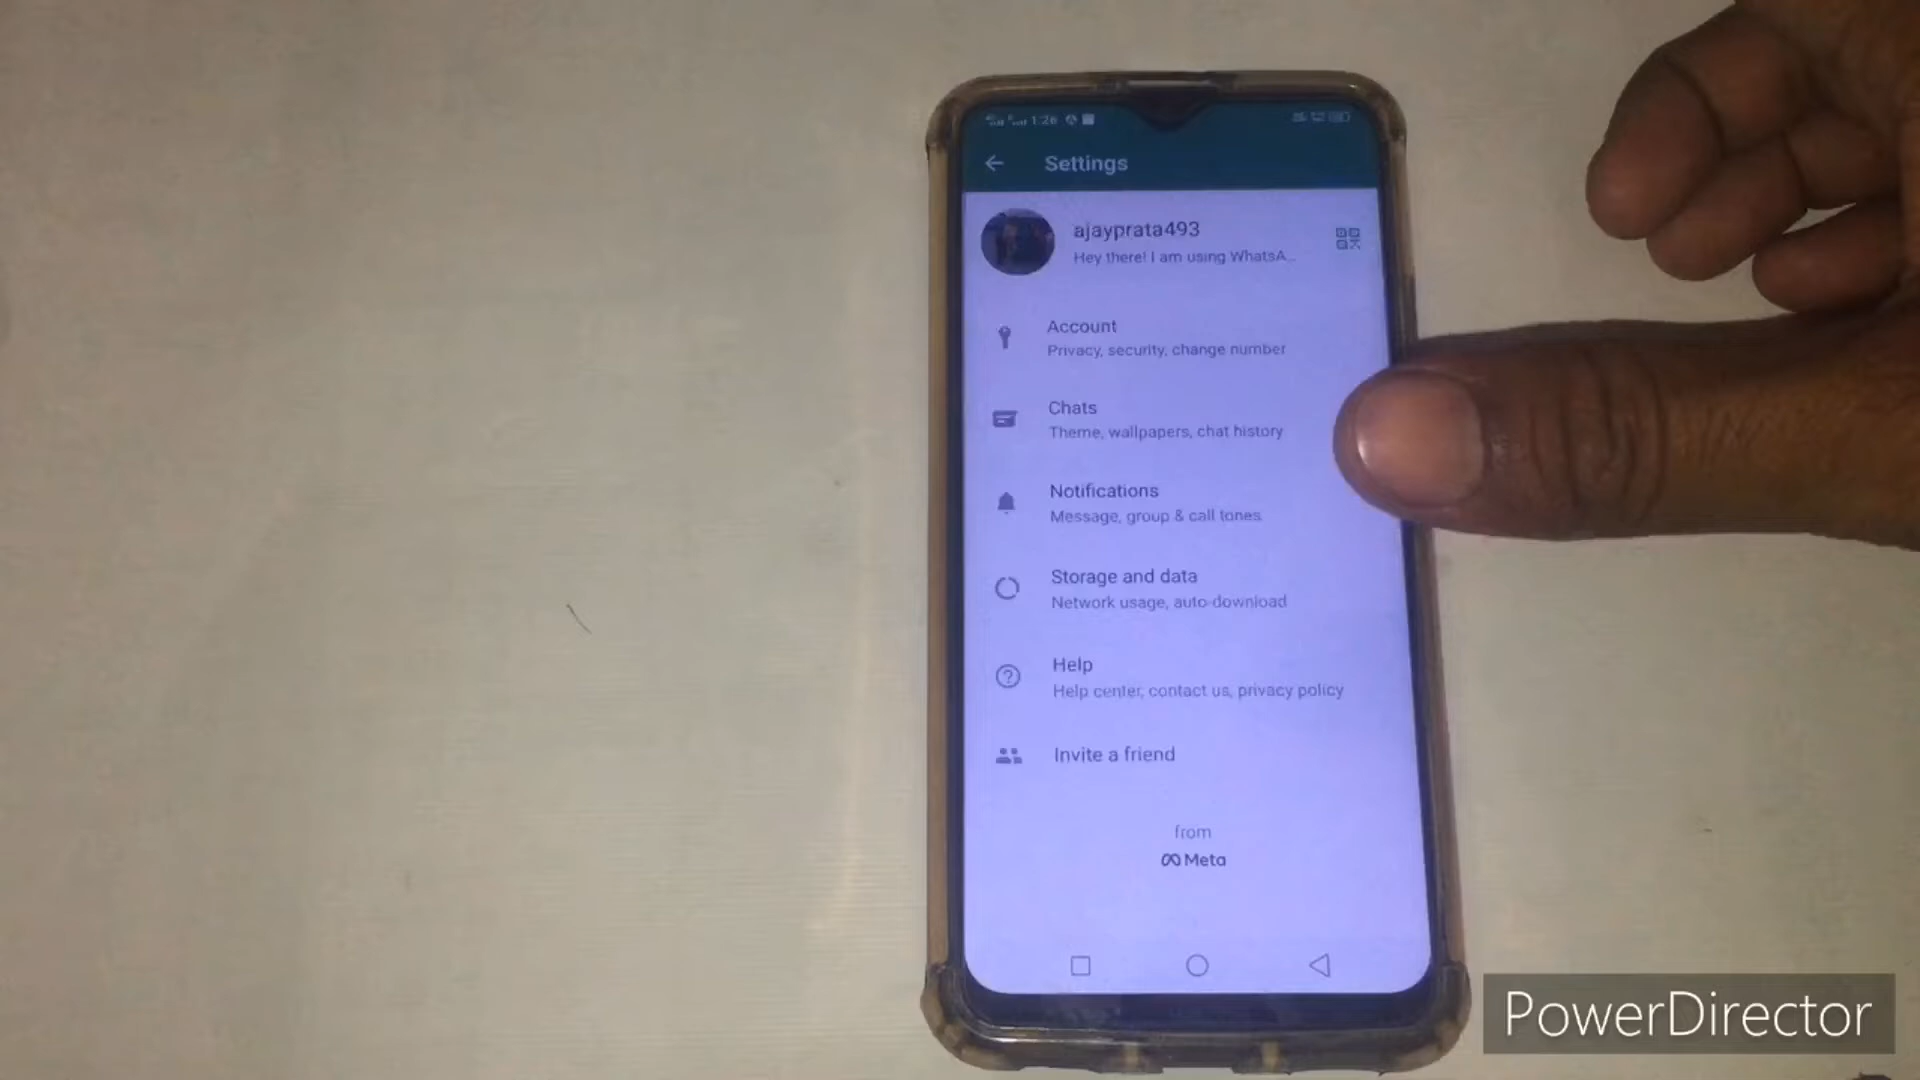 1:26
Settings
ajayprata493
Hey there! I am using WhatsA...
Account
Privacy, security, change number
Chats
Theme, wallpapers, chat history
Notifications
Message, group & call tones
Storage and data
Network usage, auto-download
Help
Help center, contact us, privacy policy
Invite a friend
from
Meta
PowerDirector